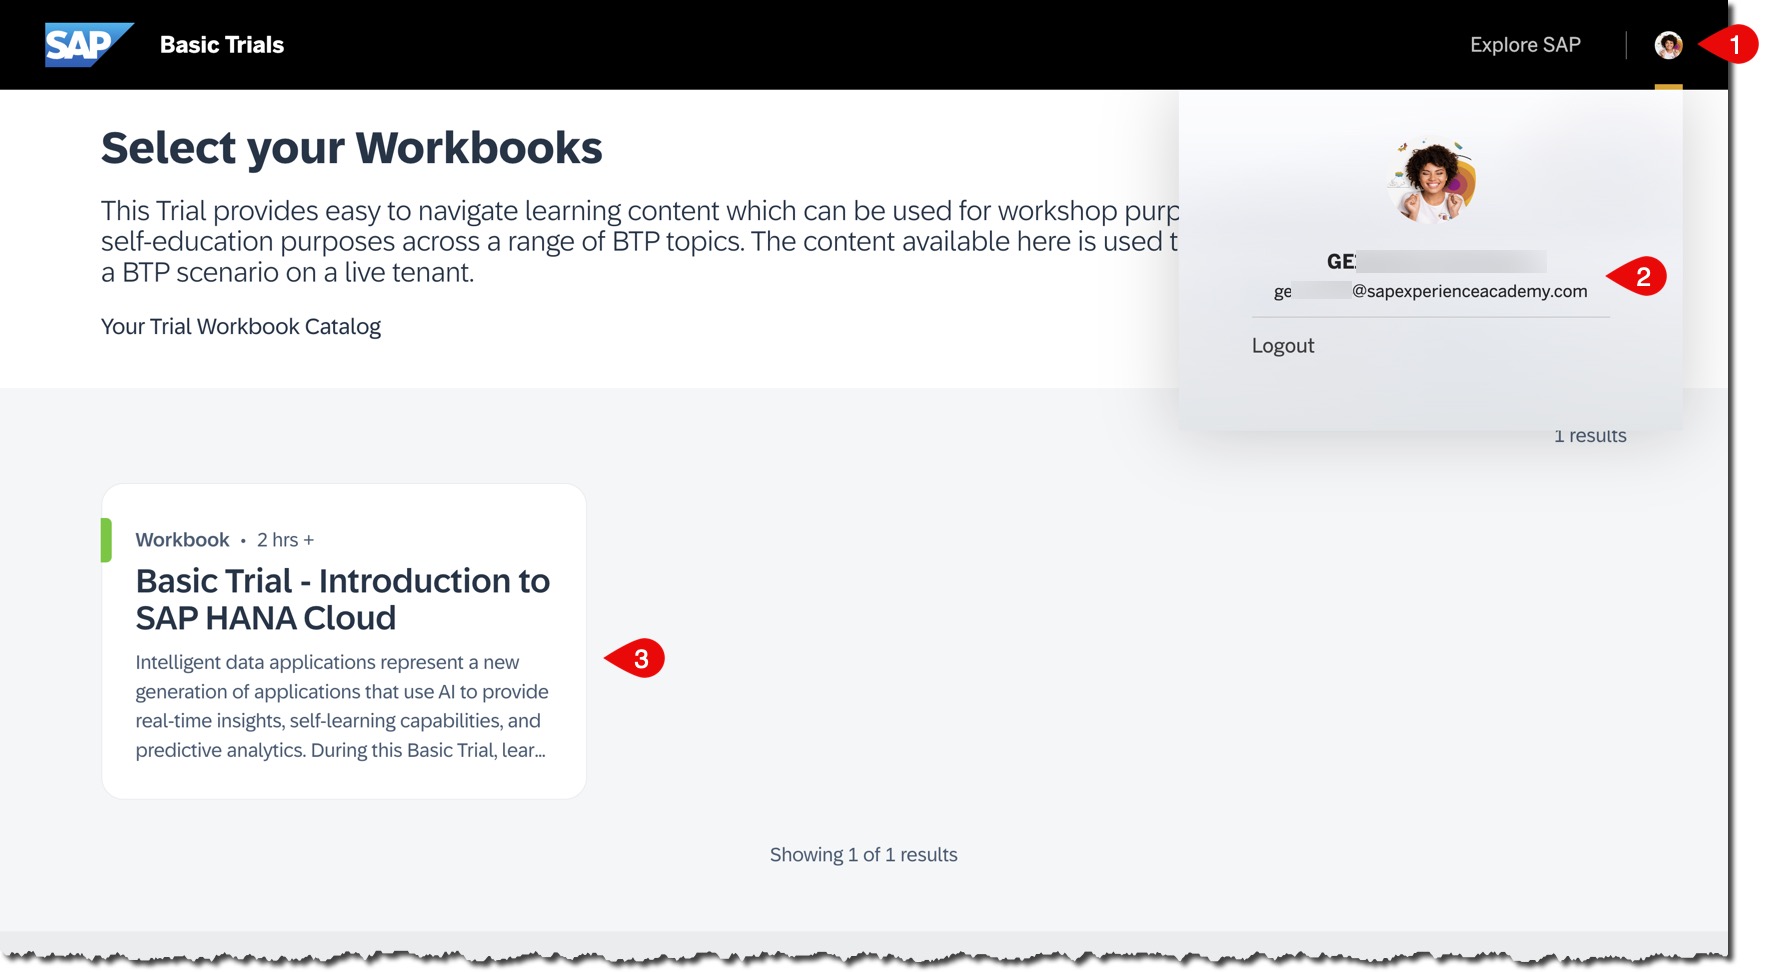 SAP Basic Trials
Explore SAP
1
Select your Workbooks
This Trial provides easy to navigate learning content which can be used for workshop purp
self-education purposes across a range of BTP topics. The content available here is used t
a BTP scenario on a live tenant.
Your Trial Workbook Catalog
GE
2
ge @sapexperienceacademy.com
Logout
1 results
Workbook • 2 hrs +
Basic Trial - Introduction to
SAP HANA Cloud
Intelligent data applications represent a new
generation of applications that use AI to provide
real-time insights, self-learning capabilities, and
predictive analytics. During this Basic Trial, lear...
3
Showing 1 of 1 results